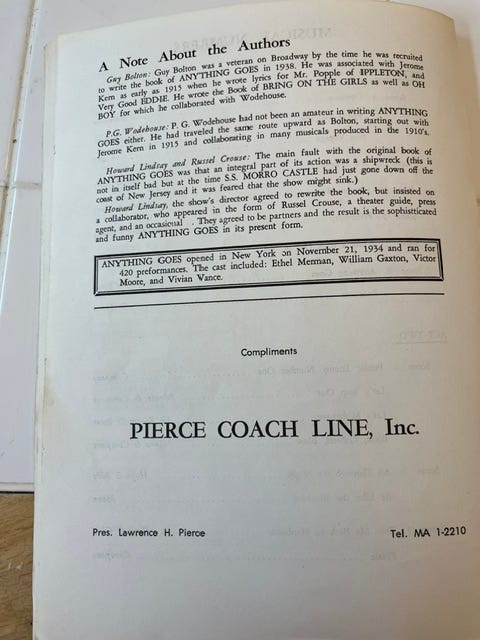 A Note About the Authors
Guy Bolton: Guy Bolton was a veteran on Broadway by the time he was recruited
to write the book of ANYTHING GOES in 1938. He was associated with Jerome
Kern as early as 1915 when he wrote lyrics for Mr. Popple of IPPLETON, and
Very Good EDDIE. He wrote the Book of BRING ON THE GIRLS as well as OH
BOY for which he collaborated with Wodehouse.
P.G. Wodehouse: P. G. Wodehouse had not been an amateur in writing ANYTHING
GOES either. He had traveled the same route upward as Bolton, starting out with
Jerome Kern in 1915 and collaborating in many musicals produced in the 1910's.
Howard Lindsay and Russel Crouse: The main fault with the original book of
ANYTHING GOES was that an integral part of its action was a shipwreck (this is
not in itself bad but at the time S.S. MORRO CASTLE had just gone down off the
coast of New Jersey and it was feared that the show might sink.)
Howard Lindsay, the show's director agreed to rewrite the book, but insisted on
a collaborator, who appeared in the form of Russel Crouse, a theater guide, press
agent, and an occasional . They agreed to be partners and the result is the sophisticated
and funny ANYTHING GOES in its present form.
ANYTHING GOES opened in New York on November 21, 1934 and ran for
420 preformances. The cast included: Ethel Merman, William Gaxton, Victor
Moore, and Vivian Vance.
Compliments
PIERCE COACH LINE, Inc.
Pres. Lawrence H. Pierce Tel. MA 1-2210